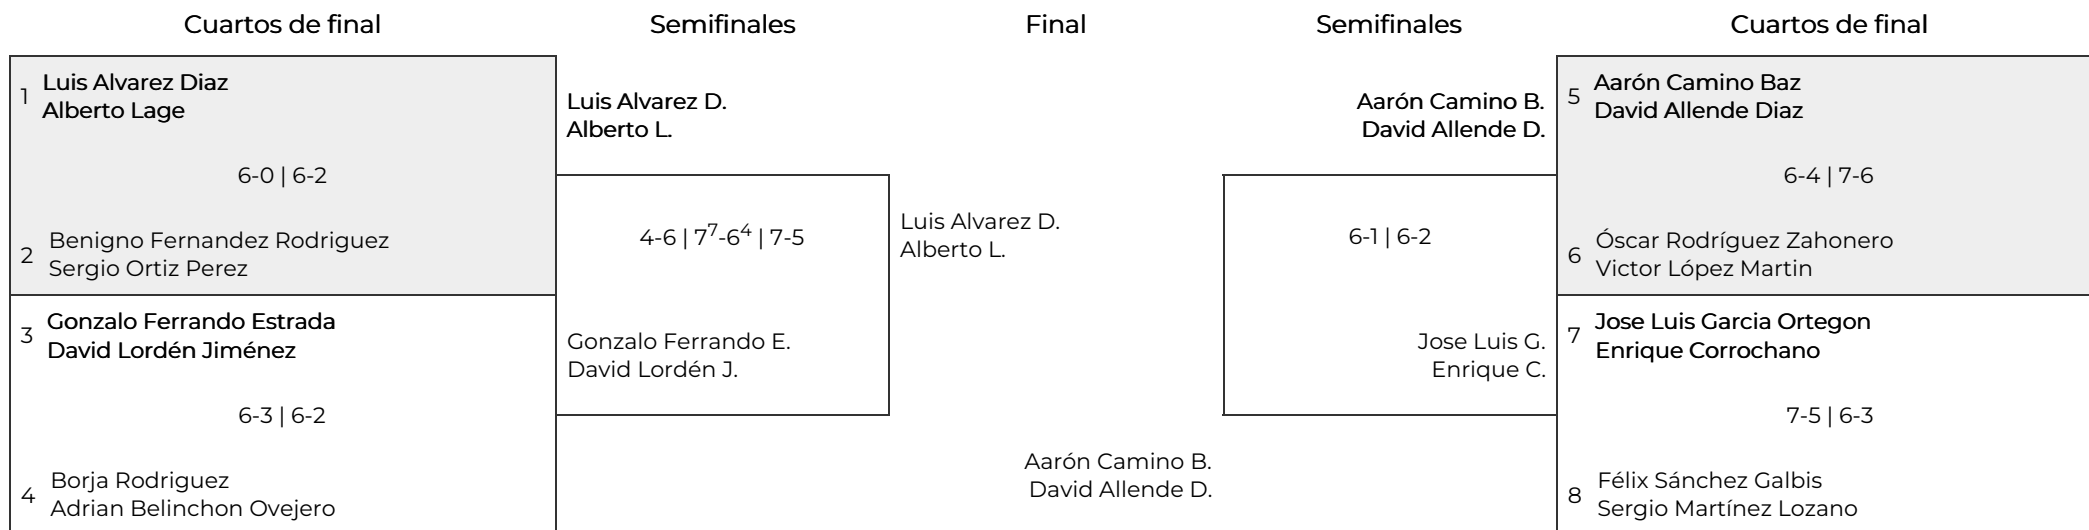 Cuartos de final
Semifinales
Final
Semifinales
Cuartos de final
1
Luis Alvarez Diaz
Alberto Lage
6-0 | 6-2
2
Benigno Fernandez Rodriguez
Sergio Ortiz Perez
3
Gonzalo Ferrando Estrada
David Lordén Jiménez
6-3 | 6-2
4
Borja Rodriguez
Adrian Belinchon Ovejero
Luis Alvarez D.
Alberto L.
4-6 | 7⁷-6⁴ | 7-5
Gonzalo Ferrando E.
David Lordén J.
Luis Alvarez D.
Alberto L.
Aarón Camino B.
David Allende D.
Aarón Camino B.
David Allende D.
6-1 | 6-2
Jose Luis G.
Enrique C.
5
Aarón Camino Baz
David Allende Diaz
6-4 | 7-6
6
Óscar Rodríguez Zahonero
Victor López Martin
7
Jose Luis Garcia Ortegon
Enrique Corrochano
7-5 | 6-3
8
Félix Sánchez Galbis
Sergio Martínez Lozano